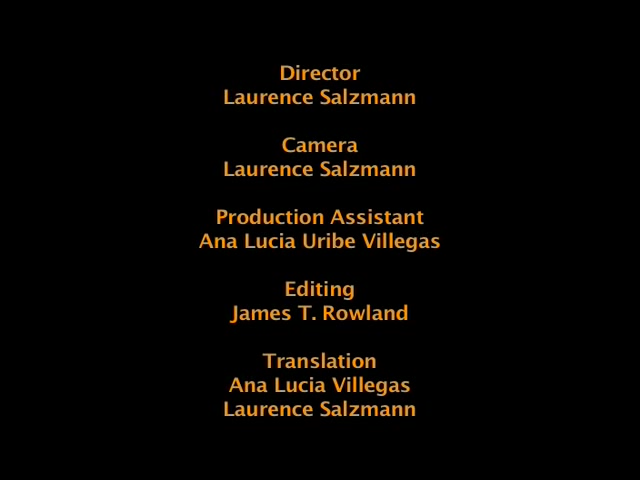 Director
Laurence Salzmann
Camera
Laurence Salzmann
Production Assistant
Ana Lucia Uribe Villegas
Editing
James T. Rowland
Translation
Ana Lucia Villegas
Laurence Salzmann